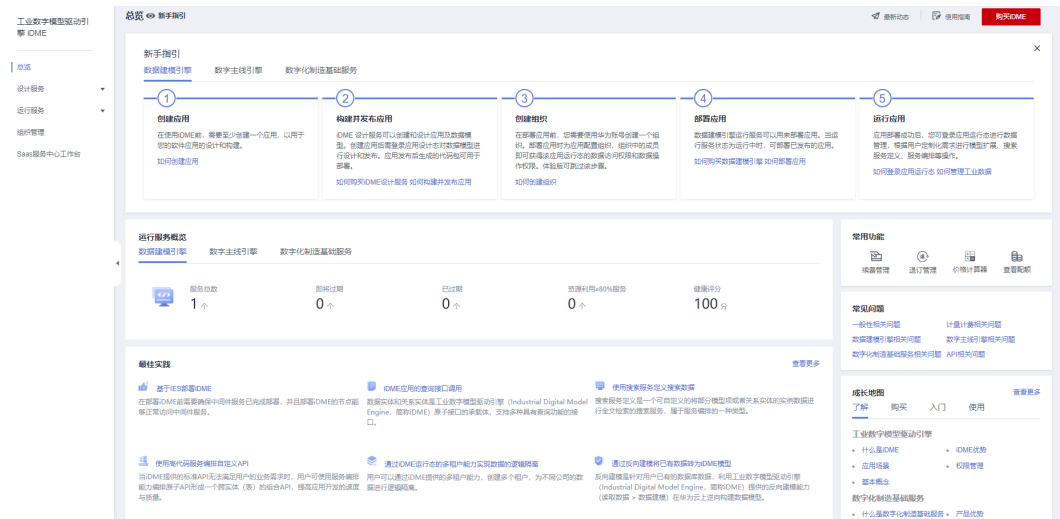 工业数字模型驱动引
擎 iDME
总览
设计服务
运行服务
组织管理
SaaS服务中心工作台
总览 新手指引
最新动态
使用指南
购买iDME
新手指引
数据建模引擎 数字主线引擎 数字化制造基础服务
1
创建应用
在使用iDME前，需要至少创建一个应用，以用于
您的软件应用的设计和构建。
如何创建应用
2
构建并发布应用
iDME 设计服务可以创建和设计应用及数据模
型。创建应用后需登录应用设计态对数据模型进
行设计和发布。应用发布后生成的代码包可用于
部署。
如何购买iDME设计服务 如何构建并发布应用
3
创建组织
在部署应用前，您需要使用华为账号创建一个组
织。部署应用时为应用配置组织，组织中的成员
即可获得该应用运行态的数据访问权限和数据操
作权限。体验版可跳过该步骤。
如何创建组织
4
部署应用
数据建模引擎运行服务可以用来部署应用。当运
行服务状态为运行中时，可部署已发布的应用。
如何购买数据建模引擎 如何部署应用
5
运行应用
应用部署成功后，您可登录应用运行态进行数据
管理，根据用户定制化需求进行模型扩展、搜索
服务定义、服务编排等操作。
如何登录应用运行态 如何管理工业数据
运行服务概览
数据建模引擎 数字主线引擎 数字化制造基础服务
服务总数
1 个
即将过期
0 个
已过期
0 个
资源利用≥80%服务
0 个
健康评分
100 分
常用功能
续费管理 退订管理 价格计算器 查看配额
常见问题
一般性相关问题 计量计费相关问题
数据建模引擎相关问题 数字主线引擎相关问题
数字化制造基础服务相关问题 API相关问题
最佳实践
查看更多
基于IES部署iDME
在部署iDME前需要确保中间件服务已完成部署，并且部署iDME的节点能
够正常访问中间件服务。
iDME应用的查询接口调用
数据实体和关系实体是工业数字模型驱动引擎（Industrial Digital Model
Engine，简称iDME）原子接口的承载体，支持多种具有查询功能的接
口。
使用搜索服务定义搜索数据
搜索服务定义是一个可自定义的将部分模型项或者关系实体的实例数据进
行全文检索的搜索服务，属于服务编排的一种类型。
使用高代码服务编排自定义API
当iDME提供的标准API无法满足用户的业务需求时，用户可使用服务编排
能力编排原子API形成一个跨实体（表）的组合API，提高应用开发的速度
与质量。
通过iDME运行态的多租户能力实现数据的逻辑隔离
用户可以通过iDME提供的多租户能力，创建多个租户，为不同公司的数
据进行逻辑隔离。
通过反向建模将已有数据转为iDME模型
反向建模是针对用户已有的数据库数据，利用工业数字模型驱动引擎
（Industrial Digital Model Engine，简称iDME）提供的反向建模能力
（读取数据 > 数据建模）在华为云上逆向构建数据模型。
成长地图
查看更多
了解 购买 入门 使用
工业数字模型驱动引擎
什么是iDME iDME优势
应用场景 权限管理
基本概念
数字化制造基础服务
什么是数字化制造基础服务 产品优势